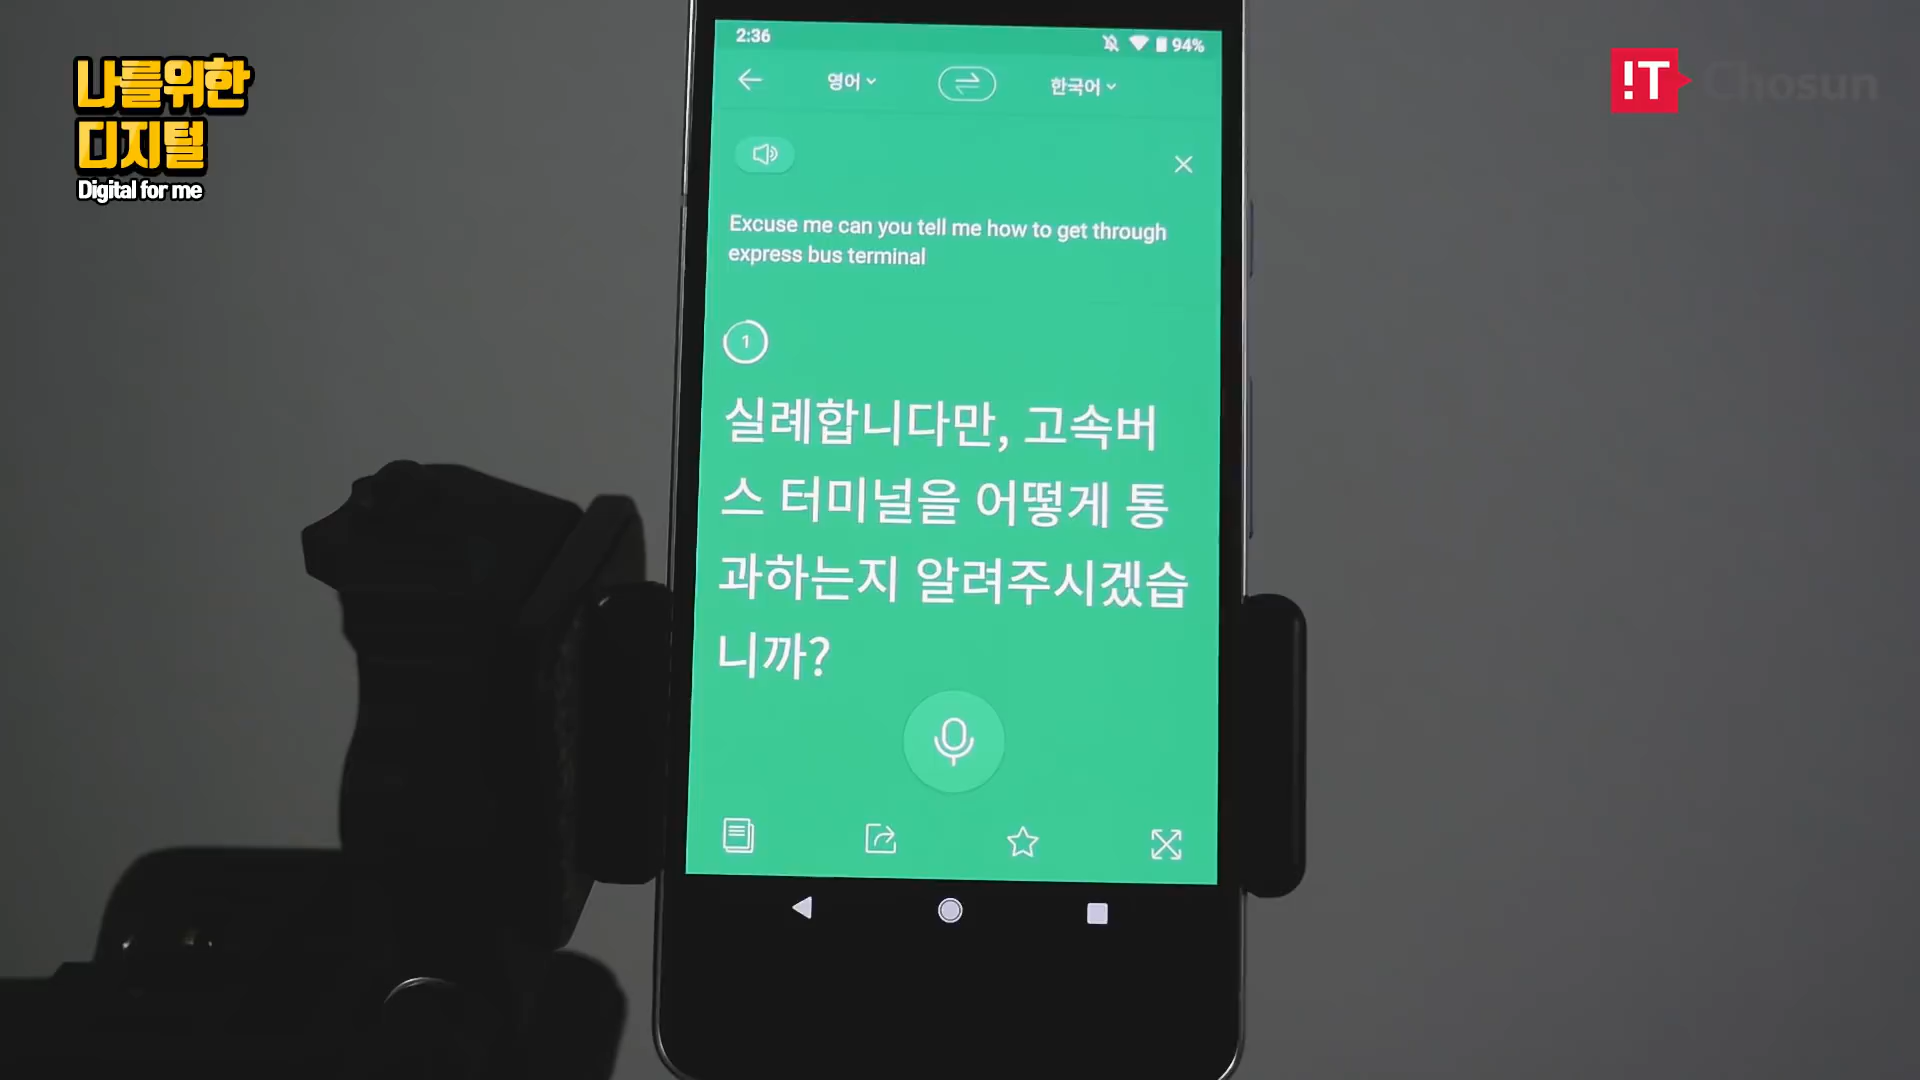 나를위한
디지털
Digital for me
!T Chosun
2:36
94%
영어
한국어
Excuse me can you tell me how to get through
express bus terminal
1
실례합니다만, 고속버
스 터미널을 어떻게 통
과하는지 알려주시겠습
니까?